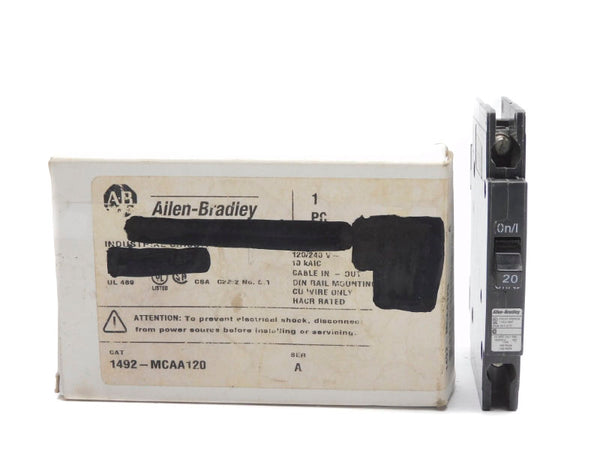 AB
Allen-Bradley
1
PC
INDUSTRIAL
120/240 V~
10 kAIC
UL 489
LISTED
CSA C22.2 No. 5.1
CABLE IN - OUT
DIN RAIL MOUNTING
CU WIRE ONLY
HACR RATED
ATTENTION: To prevent electrical shock, disconnect
from power source before installing or servicing.
CAT
1492-MCAA120
SER
A
On/I
20
Allen-Bradley